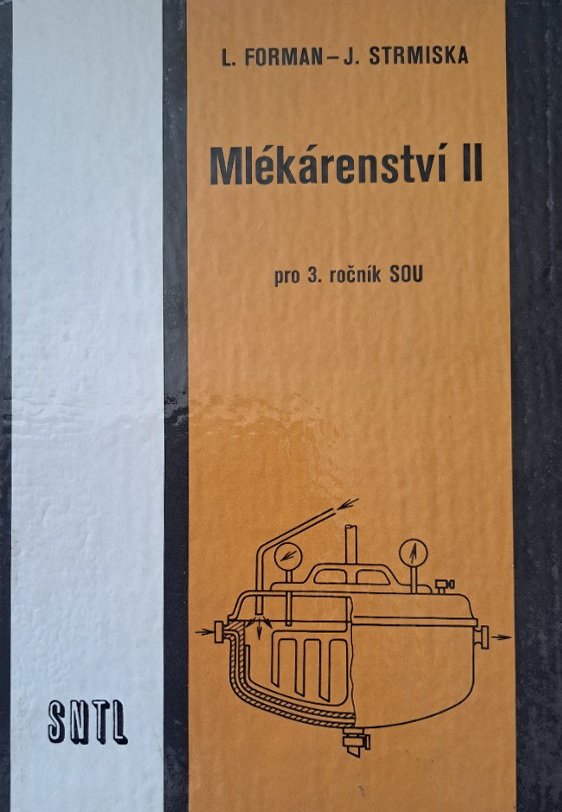 L. FORMAN – J. STRMISKA
Mlékárenství II
pro 3. ročník SOU
SNTL